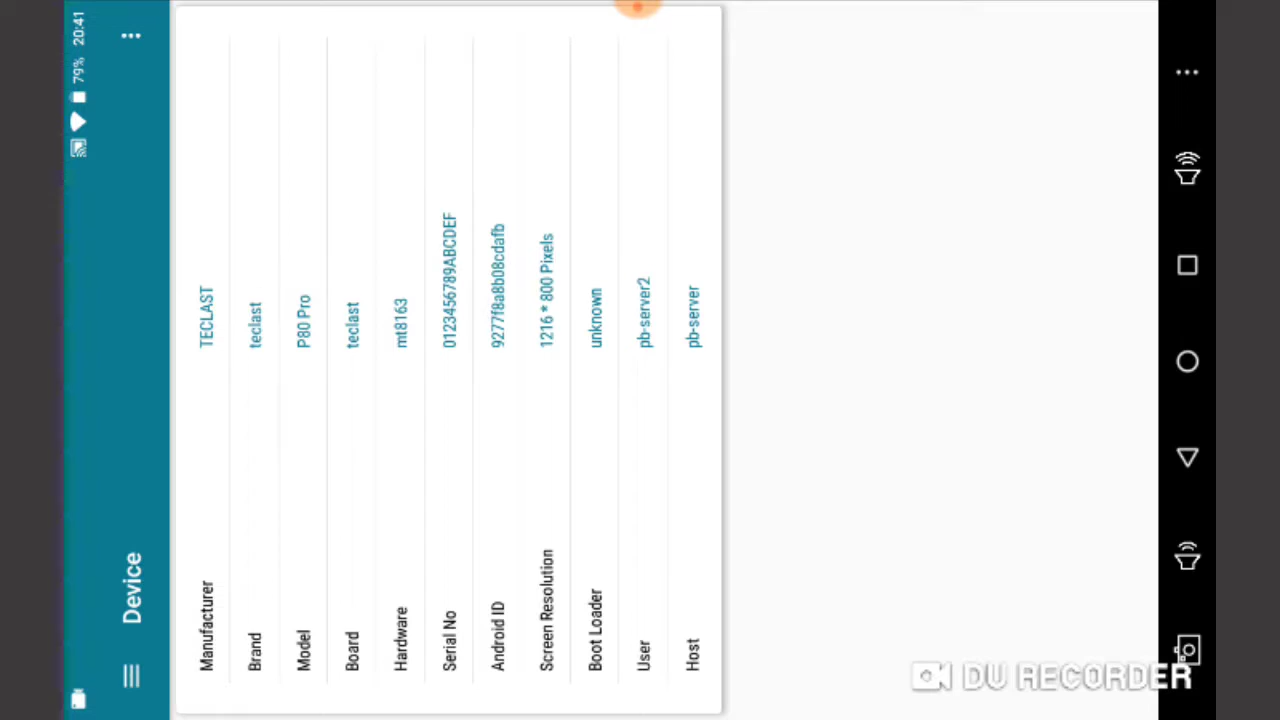 79% 20:41
Device
Manufacturer TECLAST
Brand teclast
Model P80 Pro
Board teclast
Hardware mt8163
Serial No 0123456789ABCDEF
Android ID 9277f8a8b08cdafb
Screen Resolution 1216 * 800 Pixels
Boot Loader unknown
User pb-server2
Host pb-server
DU RECORDER